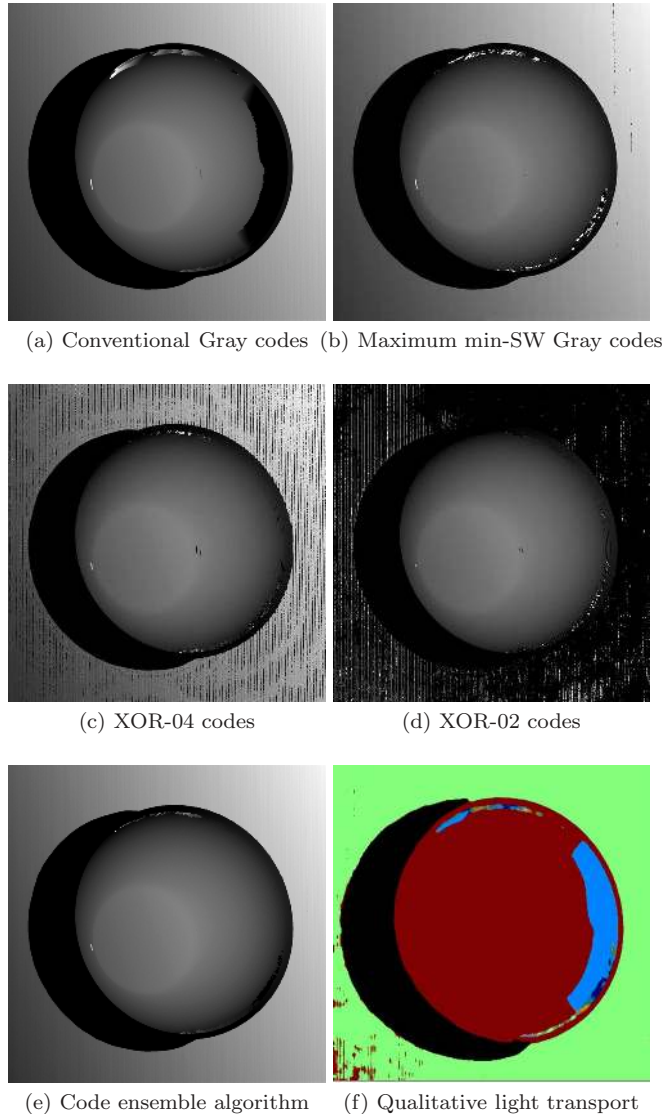 (a) Conventional Gray codes (b) Maximum min-SW Gray codes
(c) XOR-04 codes (d) XOR-02 codes
(e) Code ensemble algorithm (f) Qualitative light transport